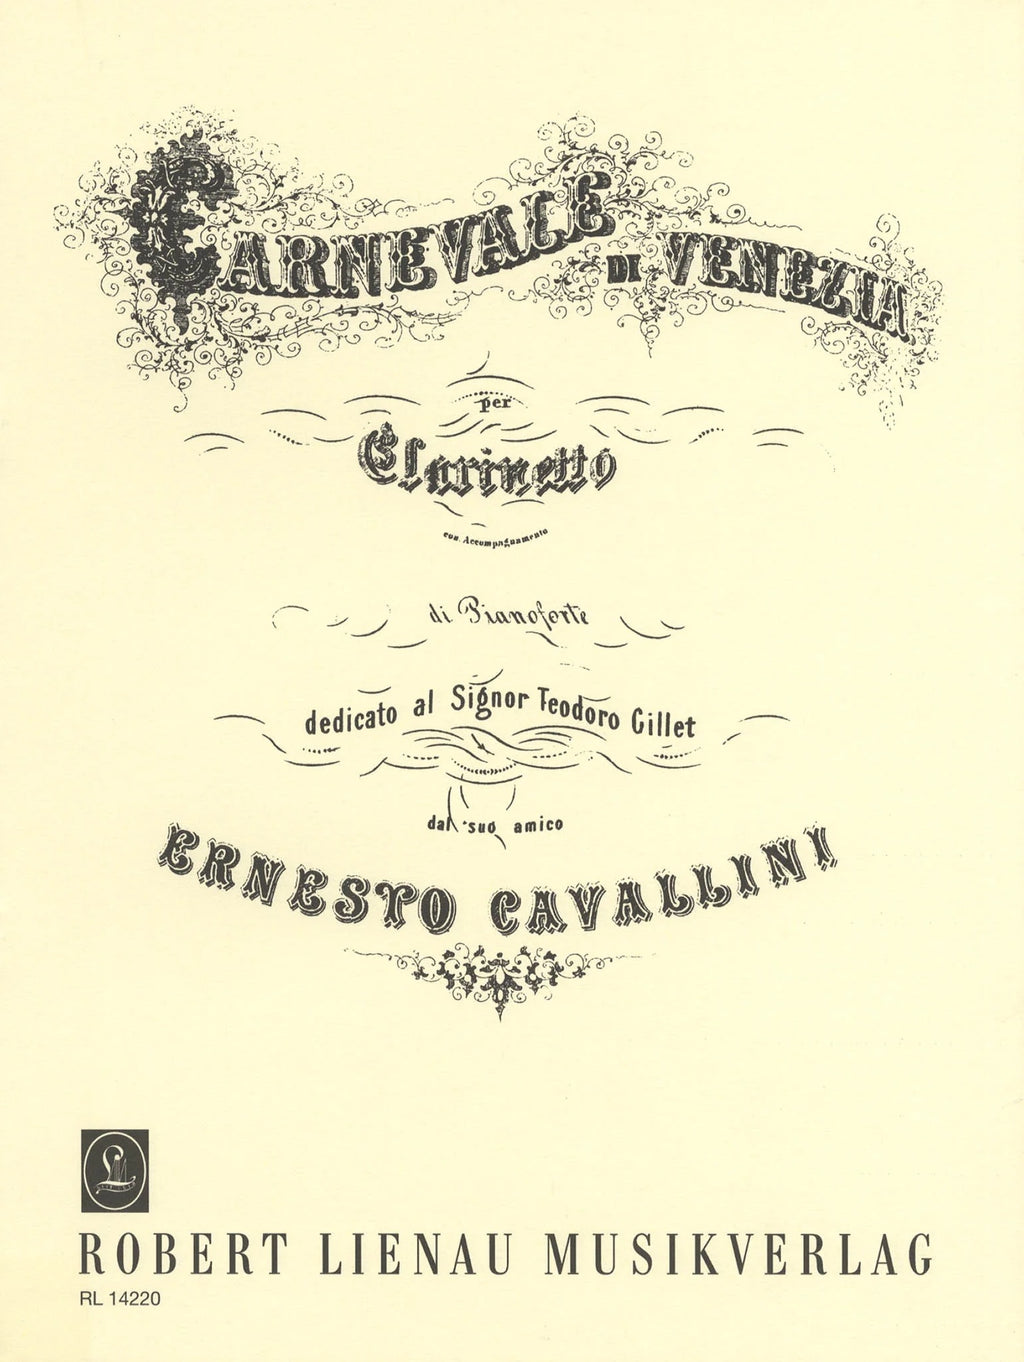 CARNEVALE DI VENEZIA
per
Clarinetto
con Accompagnamento
di Pianoforte
dedicato al Signor Teodoro Gillet
dal suo amico
ERNESTO CAVALLINI
L
ROBERT LIENAU MUSIKVERLAG
RL 14220